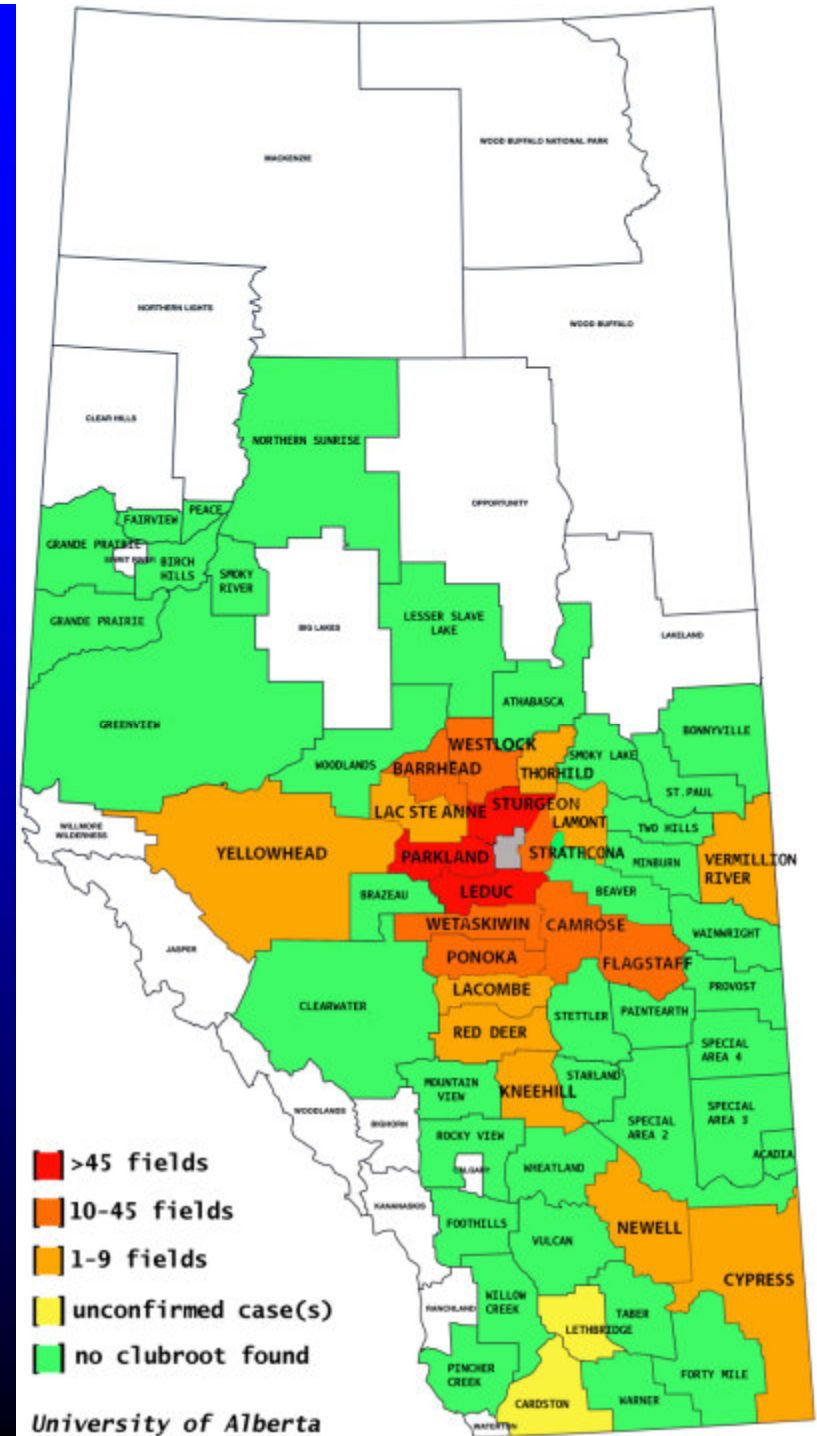 MACKENZIE
WOOD BUFFALO NATIONAL PARK
NORTHERN LIGHTS
WOOD BUFFALO
CLEAR HILLS
NORTHERN SUNRISE
OPPORTUNITY
PEACE
FAIRVIEW
GRANDE PRAIRIE
SPIRIT RIVER
BIRCH
HILLS
SMOKY
RIVER
GRANDE PRAIRIE
BIG LAKES
LESSER SLAVE
LAKE
LAKELAND
ATHABASCA
GREENVIEW
BONNYVILLE
WESTLOCK
SMOKY LAKE
WOODLANDS
BARRHEAD
THORHILD
ST.PAUL
LAC STE ANNE
STURGEON
LAMONT
WILLMORE
WILDERNESS
TWO HILLS
YELLOWHEAD
PARKLAND
STRATHCONA
MINBURN
VERMILLION
RIVER
BRAZEAU
LEDUC
BEAVER
WETASKIWIN
CAMROSE
WAINWRIGHT
JASPER
PONOKA
FLAGSTAFF
CLEARWATER
LACOMBE
PROVOST
STETTLER
PAINTEARTH
RED DEER
SPECIAL
AREA 4
MOUNTAIN
VIEW
KNEEHILL
STARLAND
WOODLANDS
BIGHORN
SPECIAL
AREA 2
SPECIAL
AREA 3
ROCKY VIEW
ACADIA
CALGARY
WHEATLAND
KANANASKIS
FOOTHILLS
VULCAN
NEWELL
CYPRESS
RANCHLAND
WILLOW
CREEK
TABER
LETHBRIDGE
PINCHER
CREEK
FORTY MILE
CARDSTON
WARNER
WATERTON
>45 fields
10-45 fields
1-9 fields
unconfirmed case(s)
no clubroot found
University of Alberta